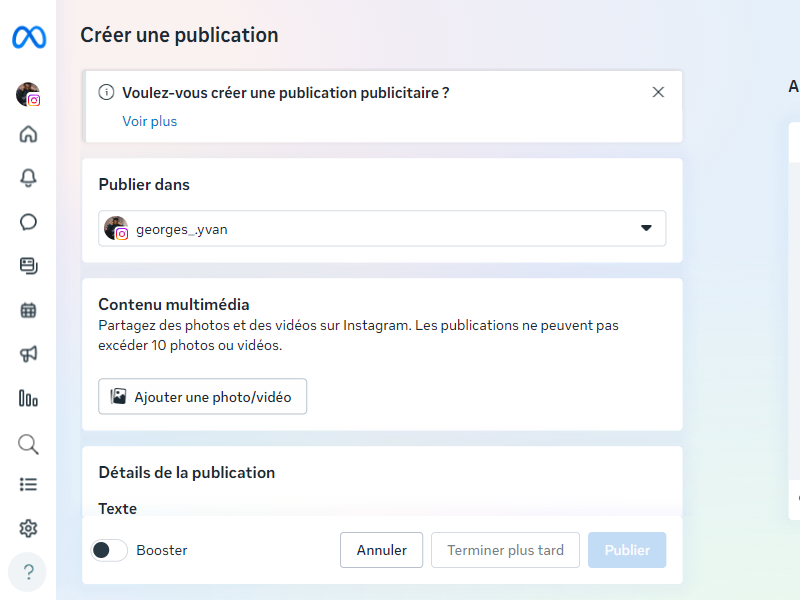 Créer une publication
Voulez-vous créer une publication publicitaire ?
Voir plus
Publier dans
georges_.yvan
Contenu multimédia
Partagez des photos et des vidéos sur Instagram. Les publications ne peuvent pas
excéder 10 photos ou vidéos.
Ajouter une photo/vidéo
Détails de la publication
Texte
Booster
Annuler
Terminer plus tard
Publier
A
?